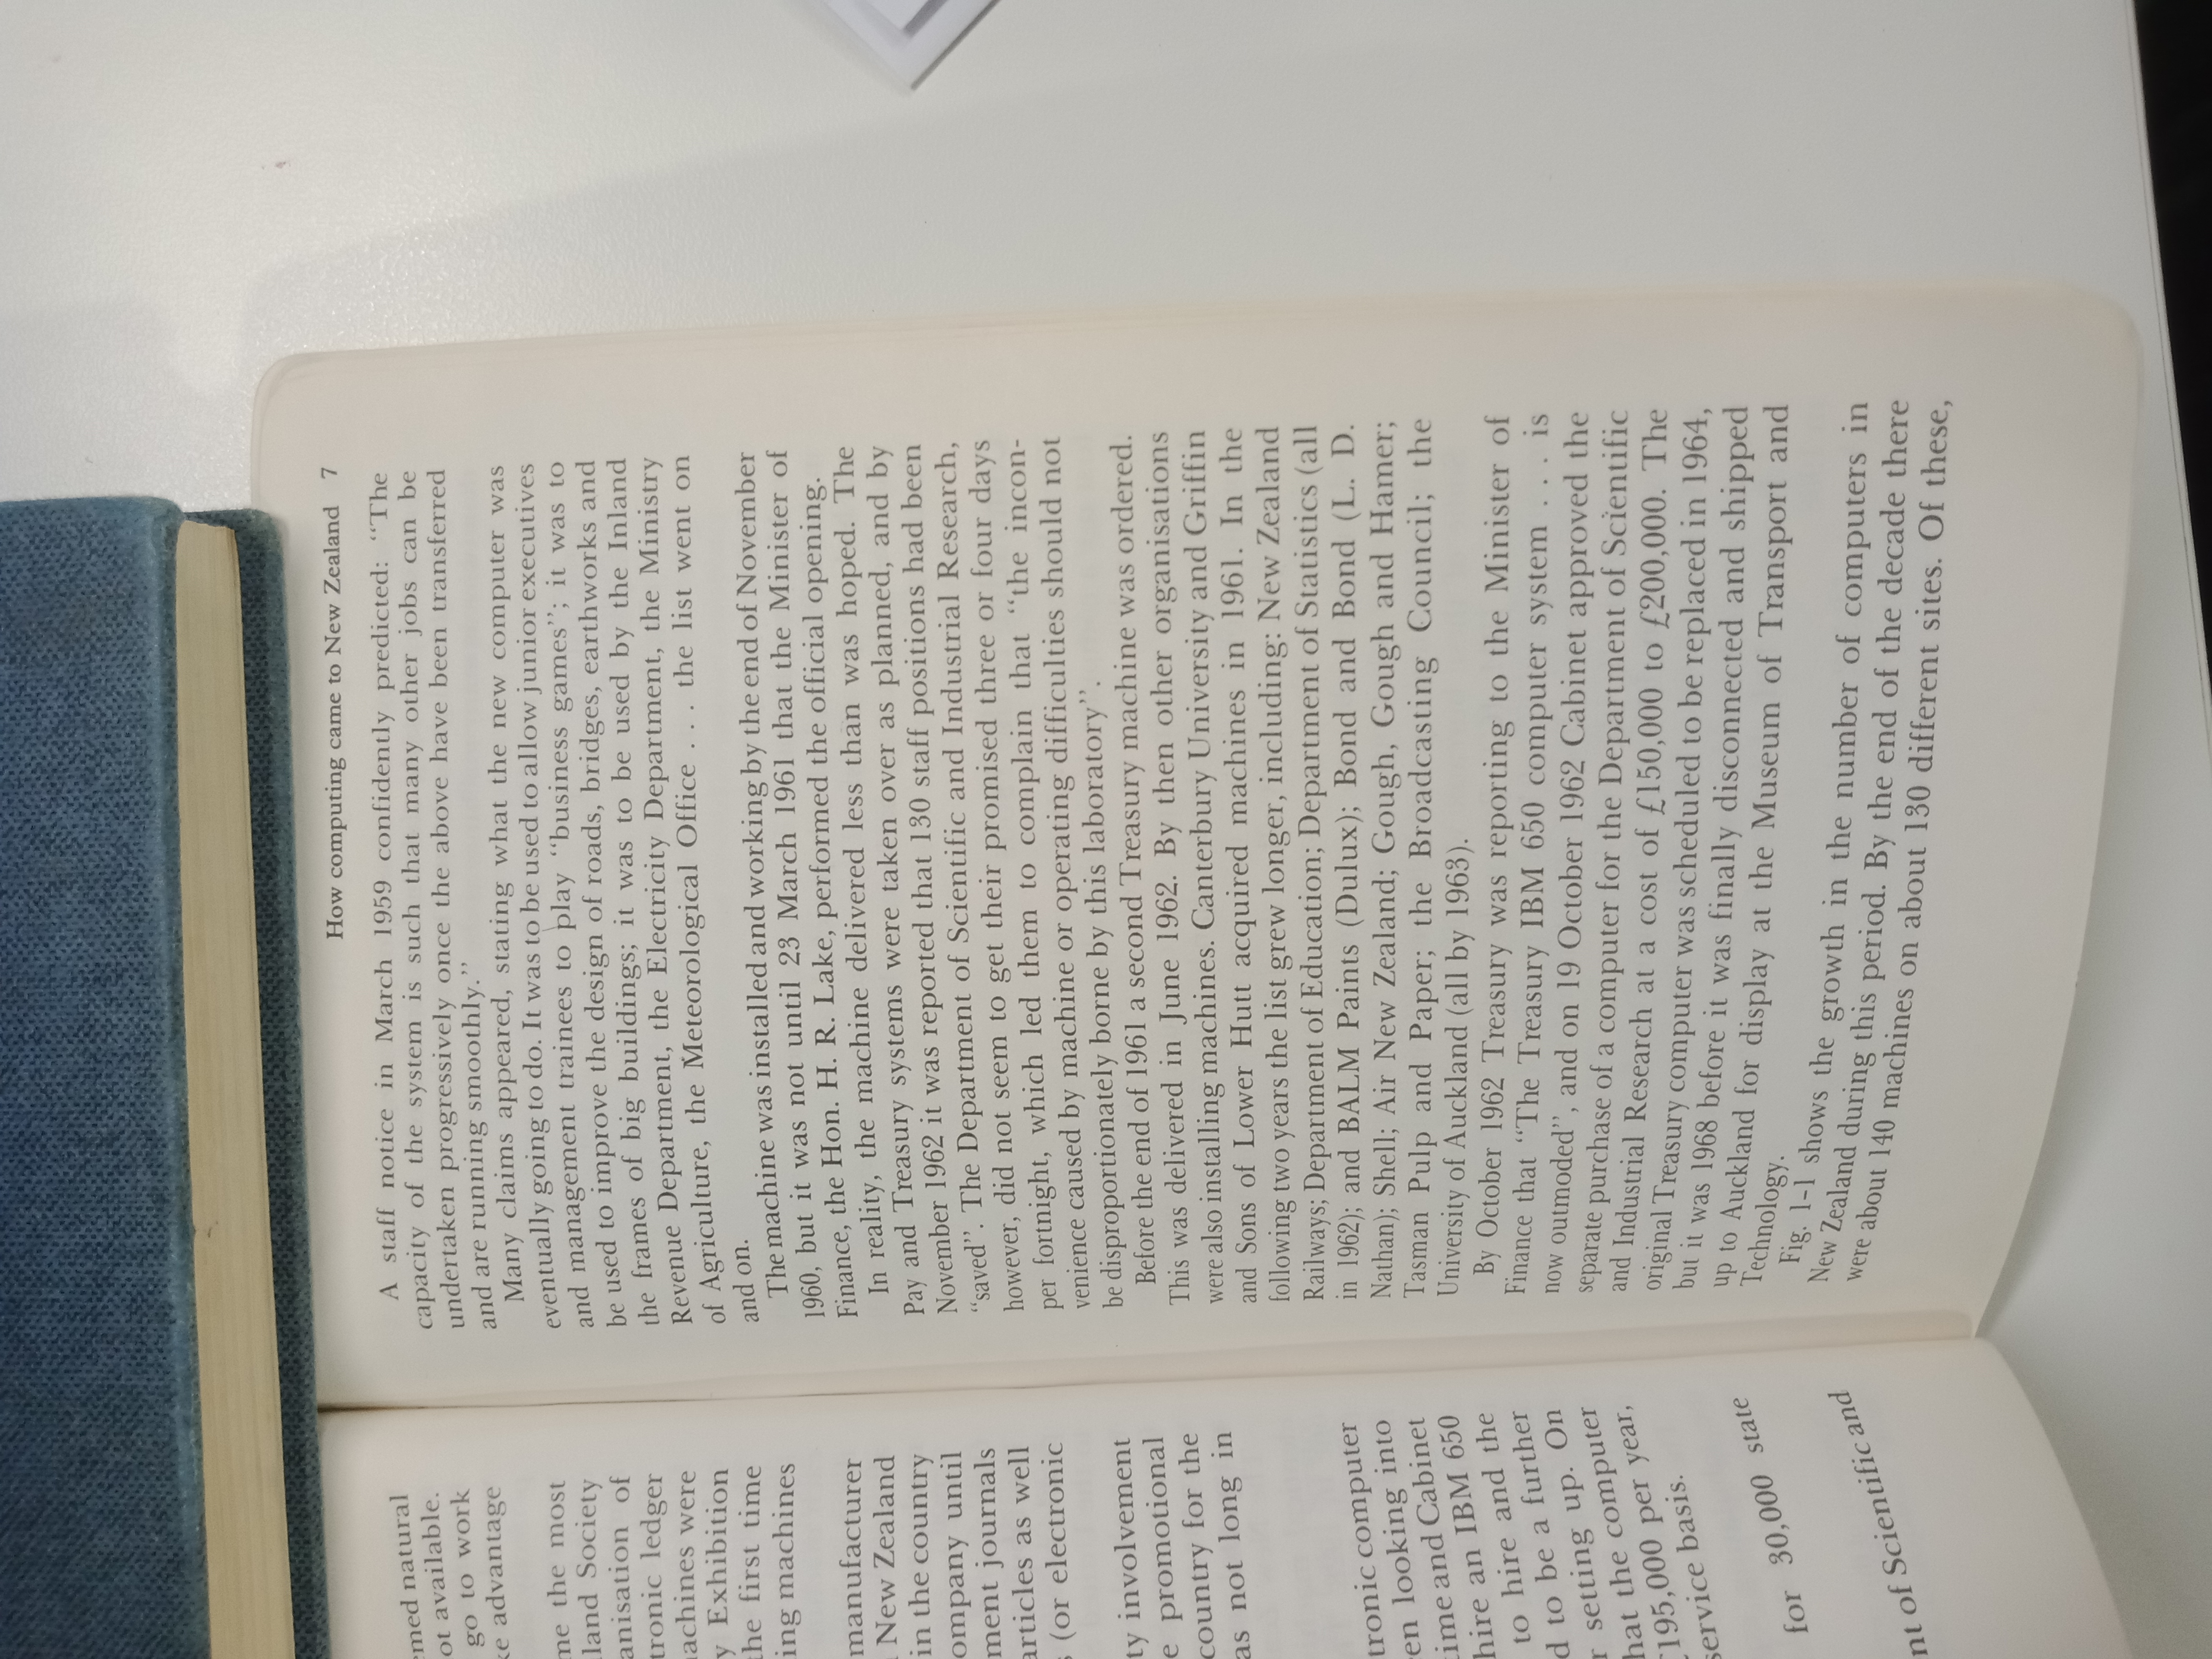 emed natural
ot available.
go to work
ke advantage
me the most
land Society
anisation of
tronic ledger
achines were
y Exhibition
the first time
ing machines
manufacturer
New Zealand
in the country
ompany until
ment journals
articles as well
s (or electronic
ty involvement
e promotional
country for the
as not long in
tronic computer
en looking into
time and Cabinet
hire an IBM 650
to hire and the
d to be a further
r setting up. On
hat the computer
£195,000 per year,
service basis.
for 30,000 state
nt of Scientific and
How computing came to New Zealand 7
A staff notice in March 1959 confidently predicted: “The
capacity of the system is such that many other jobs can be
undertaken progressively once the above have been transferred
and are running smoothly.”
Many claims appeared, stating what the new computer was
eventually going to do. It was to be used to allow junior executives
and management trainees to play “business games”; it was to
be used to improve the design of roads, bridges, earthworks and
the frames of big buildings; it was to be used by the Inland
Revenue Department, the Electricity Department, the Ministry
of Agriculture, the Meteorological Office . . . the list went on
and on.
The machine was installed and working by the end of November
1960, but it was not until 23 March 1961 that the Minister of
Finance, the Hon. H. R. Lake, performed the official opening.
In reality, the machine delivered less than was hoped. The
Pay and Treasury systems were taken over as planned, and by
November 1962 it was reported that 130 staff positions had been
“saved”. The Department of Scientific and Industrial Research,
however, did not seem to get their promised three or four days
per fortnight, which led them to complain that “the incon-
venience caused by machine or operating difficulties should not
be disproportionately borne by this laboratory”.
Before the end of 1961 a second Treasury machine was ordered.
This was delivered in June 1962. By then other organisations
were also installing machines. Canterbury University and Griffin
and Sons of Lower Hutt acquired machines in 1961. In the
following two years the list grew longer, including: New Zealand
Railways; Department of Education; Department of Statistics (all
in 1962); and BALM Paints (Dulux); Bond and Bond (L. D.
Nathan); Shell; Air New Zealand; Gough, Gough and Hamer;
Tasman Pulp and Paper; the Broadcasting Council; the
University of Auckland (all by 1963).
By October 1962 Treasury was reporting to the Minister of
Finance that “The Treasury IBM 650 computer system . . . is
now outmoded”, and on 19 October 1962 Cabinet approved the
separate purchase of a computer for the Department of Scientific
and Industrial Research at a cost of £150,000 to £200,000. The
original Treasury computer was scheduled to be replaced in 1964,
but it was 1968 before it was finally disconnected and shipped
up to Auckland for display at the Museum of Transport and
Technology.
Fig. 1–1 shows the growth in the number of computers in
New Zealand during this period. By the end of the decade there
were about 140 machines on about 130 different sites. Of these,